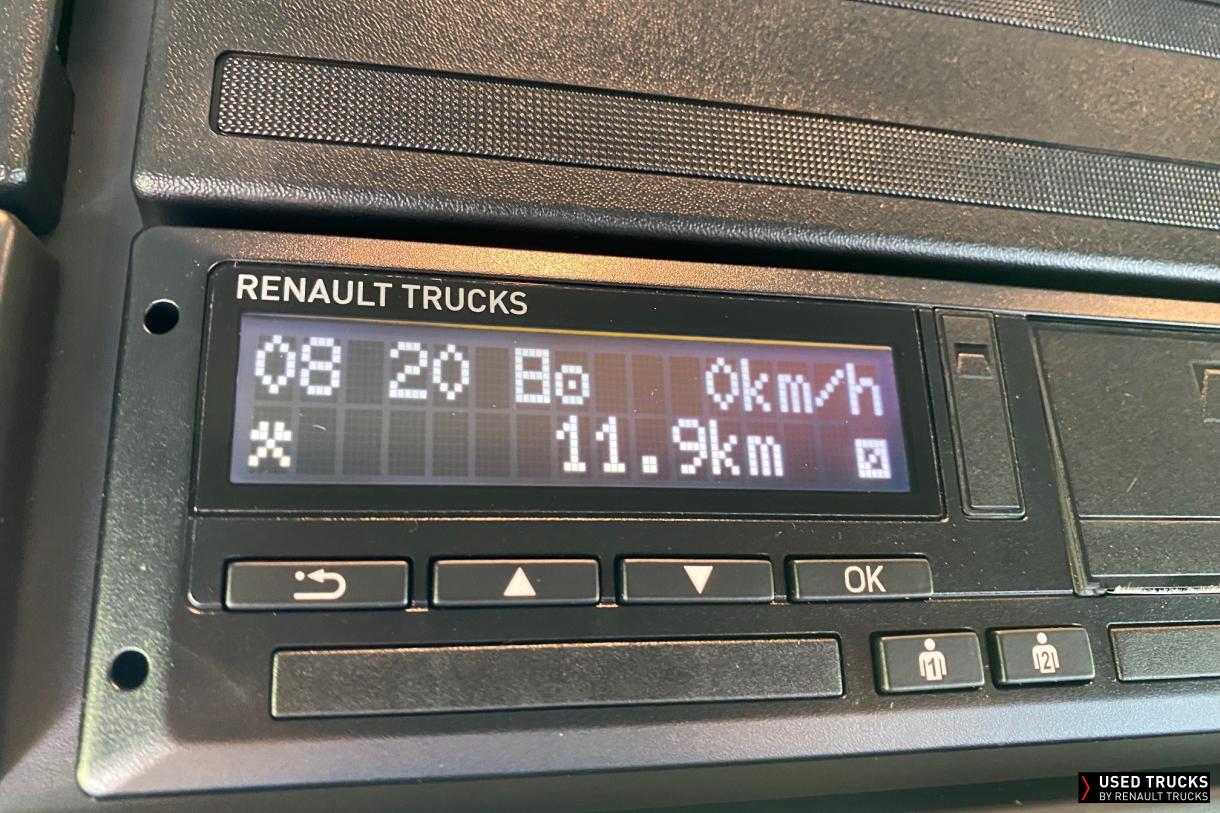 RENAULT TRUCKS
08 20 0km/h
11.9km
OK
1 2
USED TRUCKS
BY RENAULT TRUCKS